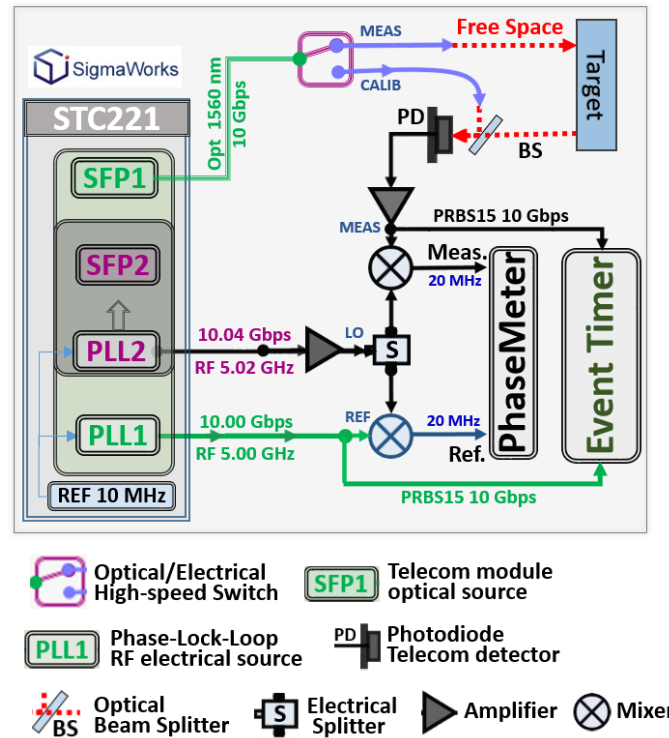 SigmaWorks
STC221
SFP1
SFP2
PLL2
PLL1
REF 10 MHz
Opt 1560 nm
10 Gbps
MEAS
CALIB
Free Space
Target
PD
BS
MEAS
PRBS15 10 Gbps
Meas.
20 MHz
10.04 Gbps
RF 5.02 GHz
LO
S
10.00 Gbps
RF 5.00 GHz
REF
20 MHz
Ref.
PhaseMeter
Event Timer
PRBS15 10 Gbps
Optical/Electrical
High-speed Switch
SFP1
Telecom module
optical source
PLL1
Phase-Lock-Loop
RF electrical source
PD
Photodiode
Telecom detector
BS
Optical
Beam Splitter
S
Electrical
Splitter
Amplifier
Mixer